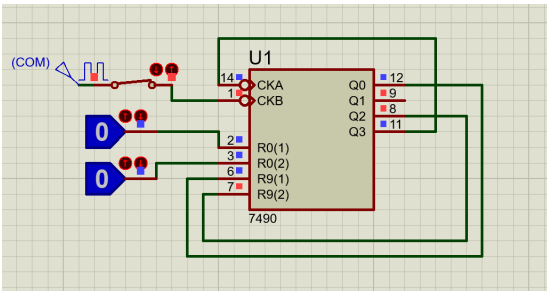 U1
(COM)
14 CKA Q0 12
1 CKB Q1 9
Q2 8
Q3 11
0
2 R0(1)
3 R0(2)
0
6 R9(1)
7 R9(2)
7490